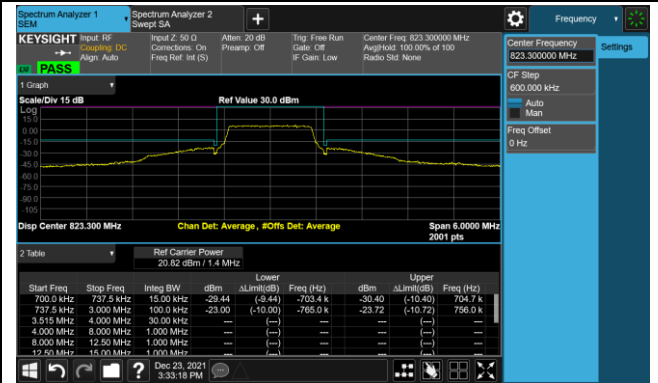 Spectrum Analyzer 1
SEM
Spectrum Analyzer 2
Swept SA
+
Frequency
KEYSIGHT
Input: RF
Coupling: DC
Align: Auto
Input Z: 50 Ω
Corrections: On
Freq Ref: Int (S)
Atten: 20 dB
Preamp: Off
Trig: Free Run
Gate: Off
IF Gain: Low
Center Freq: 823.300000 MHz
Avg|Hold: 100.00% of 100
Radio Std: None
PASS
Center Frequency
823.300000 MHz
Settings
CF Step
600.000 kHz
Auto
Man
Freq Offset
0 Hz
1 Graph
Scale/Div 15 dB
Ref Value 30.0 dBm
Log
15.0
0.00
-15.0
-30.0
-45.0
-60.0
-75.0
-90.0
-105
Disp Center 823.300 MHz
Chan Det: Average, #Offs Det: Average
Span 6.0000 MHz
2001 pts
2 Table
Ref Carrier Power
20.82 dBm / 1.4 MHz
Lower Upper
Start Freq Stop Freq Integ BW dBm ΔLimit(dB) Freq (Hz) dBm ΔLimit(dB) Freq (Hz)
700.0 kHz 737.5 kHz 15.00 kHz -29.44 (-9.44) -703.4 k -30.40 (-10.40) 704.7 k
737.5 kHz 3.000 MHz 100.0 kHz -23.00 (-10.00) -765.0 k -23.72 (-10.72) 756.0 k
3.515 MHz 4.000 MHz 30.00 kHz --- (---) --- --- (---) ---
4.000 MHz 8.000 MHz 1.000 MHz --- (---) --- --- (---) ---
8.000 MHz 12.50 MHz 1.000 MHz --- (---) --- --- (---) ---
12.50 MHz 15.00 MHz 1.000 MHz --- (---) --- --- (---) ---
?
Dec 23, 2021
3:33:18 PM